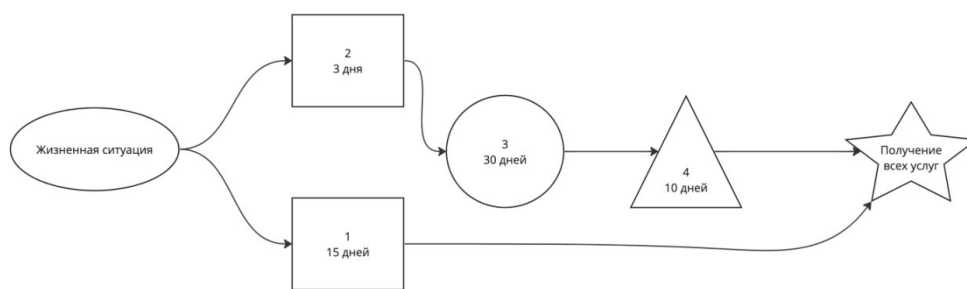 2
3 дня
Жизненная ситуация
3
30 дней
4
10 дней
Получение
всех услуг
1
15 дней